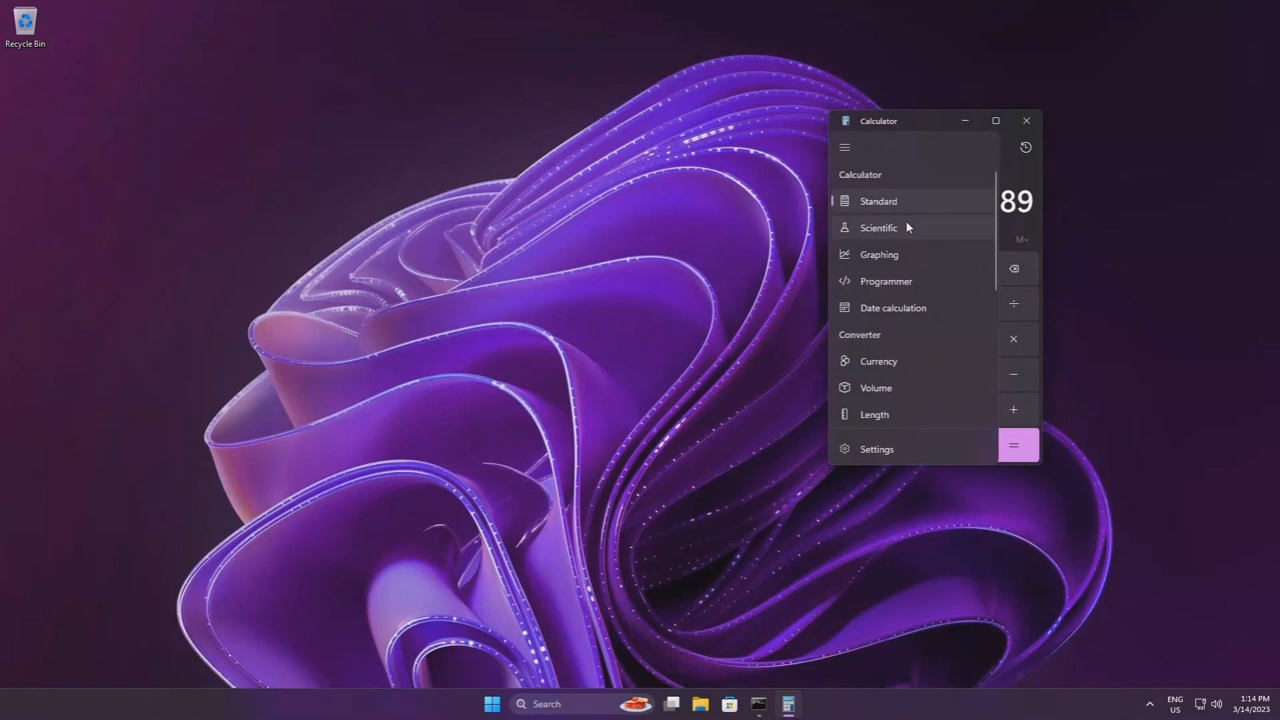 Recycle Bin
Calculator
Calculator
Standard
89
Scientific
M
Graphing
Programmer
÷
Date calculation
Converter
×
Currency
−
Volume
+
Length
=
Settings
Search
ENG
US
1:14 PM
3/14/2023